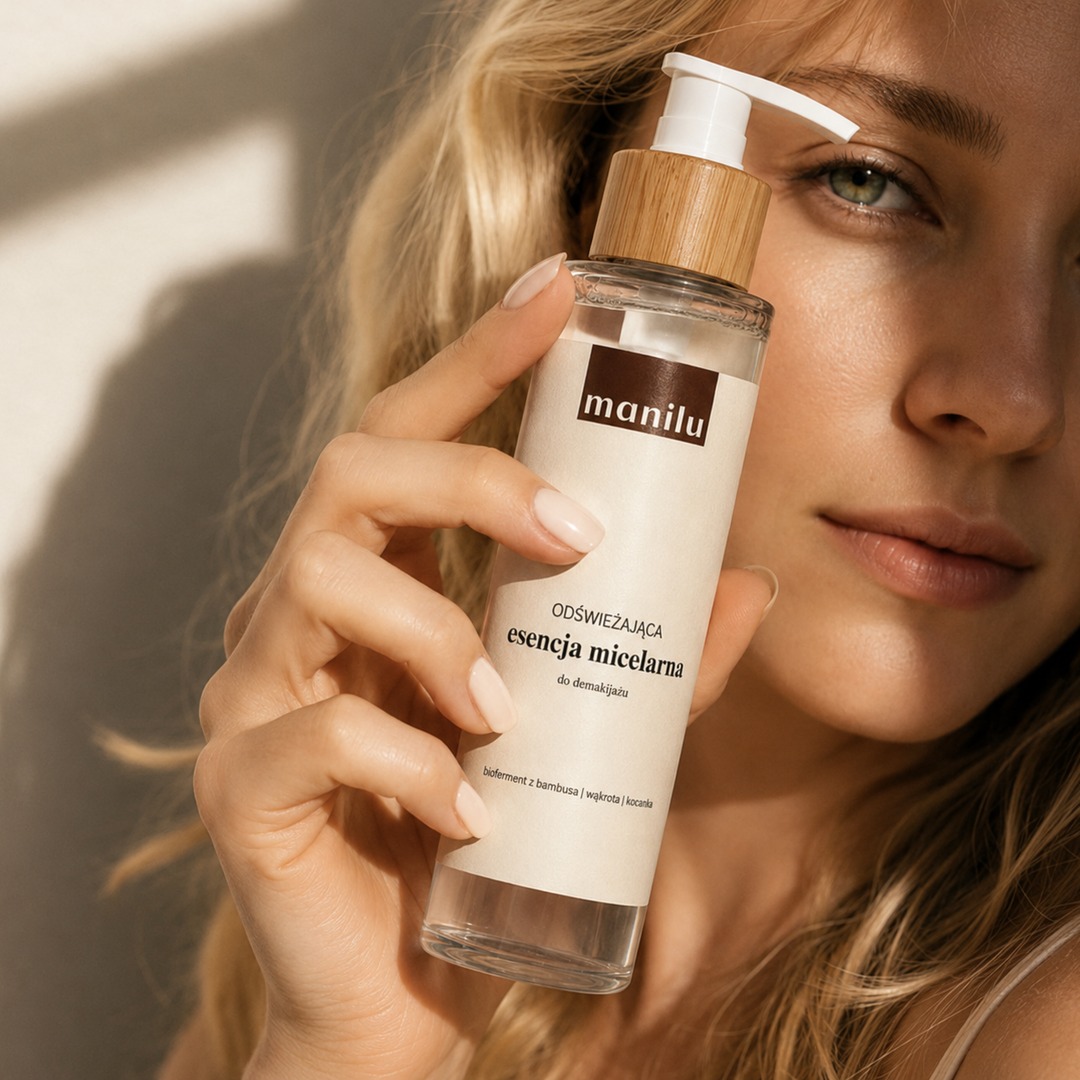 manilu
ODŚWIEŻAJĄCA
esencja micelarna
do demakijażu
bioferment z bambusa | wąkrota | kocanka